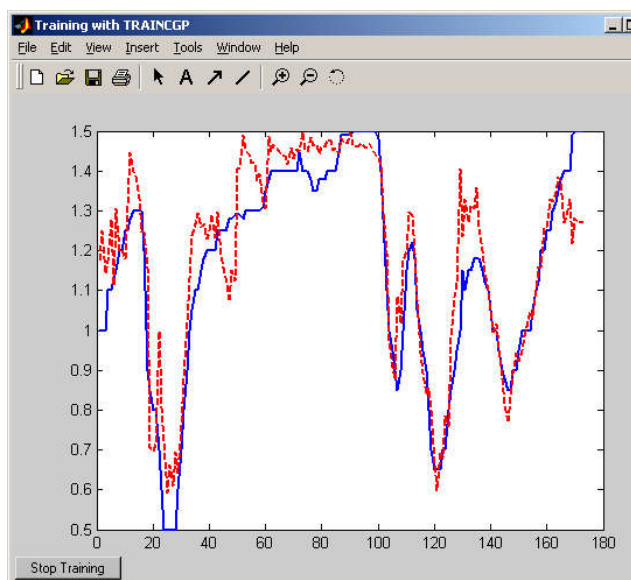 Training with TRAINCGP
File Edit View Insert Tools Window Help
A
1.5
1.4
1.3
1.2
1.1
1
0.9
0.8
0.7
0.6
0.5
0 20 40 60 80 100 120 140 160 180
Stop Training